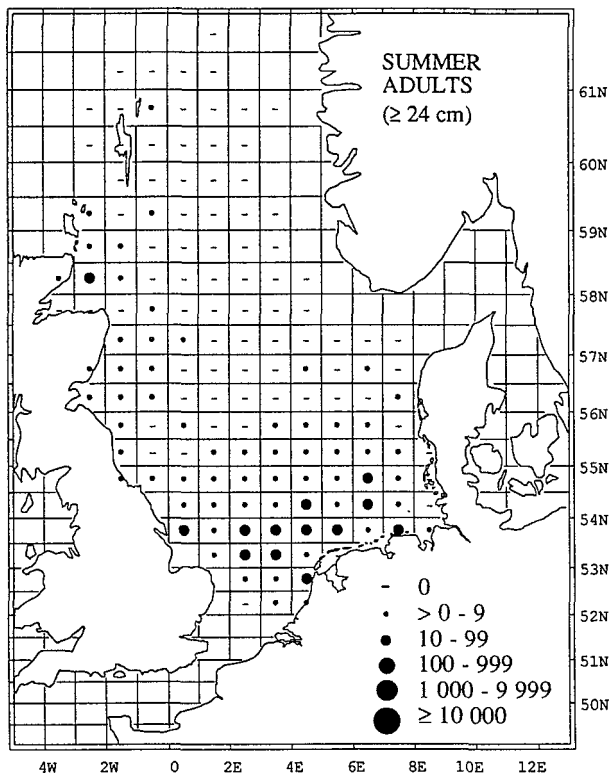 SUMMER
ADULTS
(≥ 24 cm)
61N
60N
59N
58N
57N
56N
55N
54N
53N
52N
51N
50N
- 0
> 0 - 9
10 - 99
100 - 999
1 000 - 9 999
≥ 10 000
4W 2W 0 2E 4E 6E 8E 10E 12E